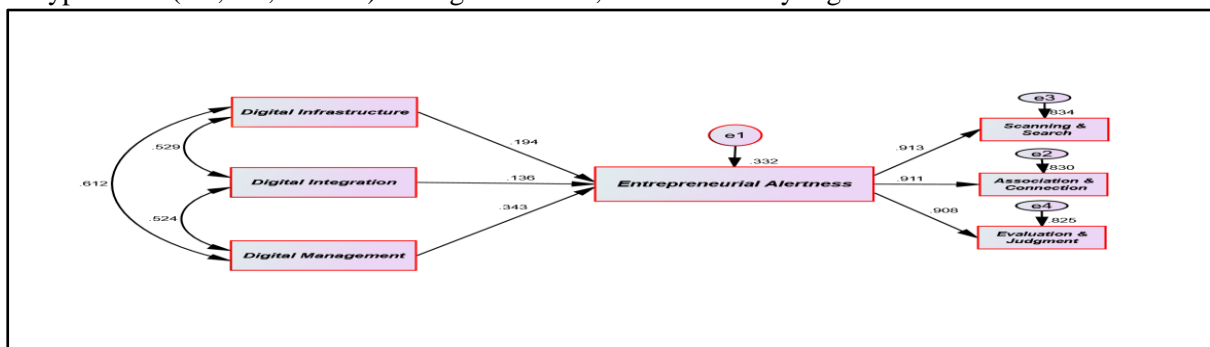 Digital Infrastructure
Digital Integration
Digital Management
.529
.612
.524
.194
.136
.343
e1
.332
Entrepreneurial Alertness
.913
.911
.908
e3
.834
Scanning &
Search
e2
.830
Association &
Connection
e4
.825
Evaluation &
Judgment